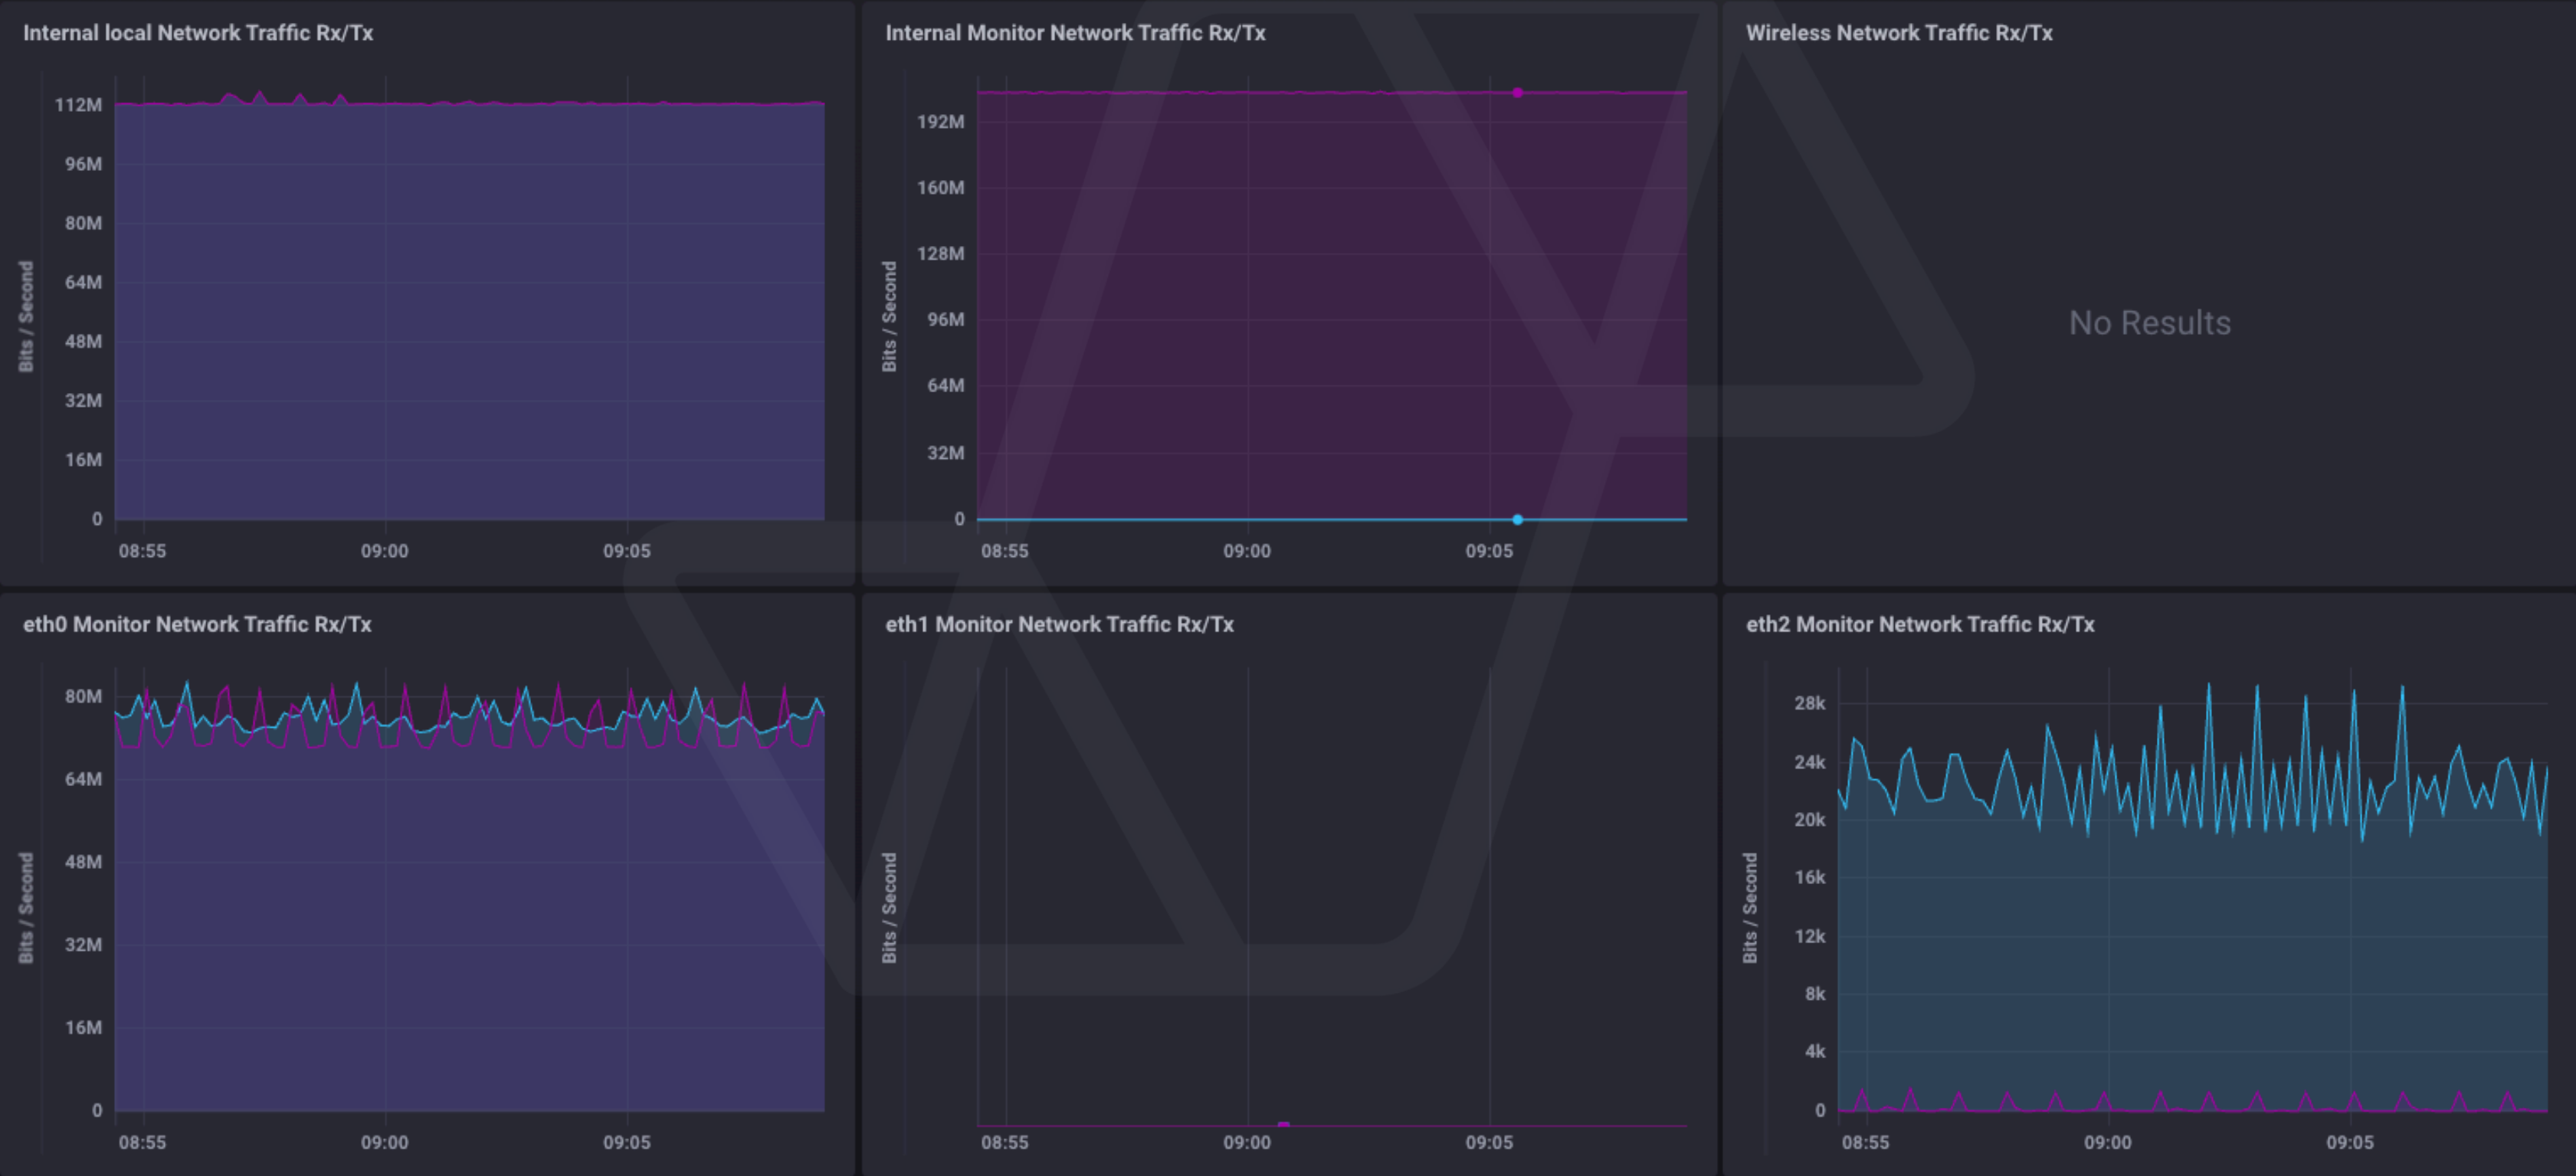 Internal local Network Traffic Rx/Tx
Bits / Second
112M
96M
80M
64M
48M
32M
16M
0
08:55 09:00 09:05
Internal Monitor Network Traffic Rx/Tx
Bits / Second
192M
160M
128M
96M
64M
32M
0
08:55 09:00 09:05
Wireless Network Traffic Rx/Tx
No Results
eth0 Monitor Network Traffic Rx/Tx
Bits / Second
80M
64M
48M
32M
16M
0
08:55 09:00 09:05
eth1 Monitor Network Traffic Rx/Tx
Bits / Second
08:55 09:00 09:05
eth2 Monitor Network Traffic Rx/Tx
Bits / Second
28k
24k
20k
16k
12k
8k
4k
0
08:55 09:00 09:05